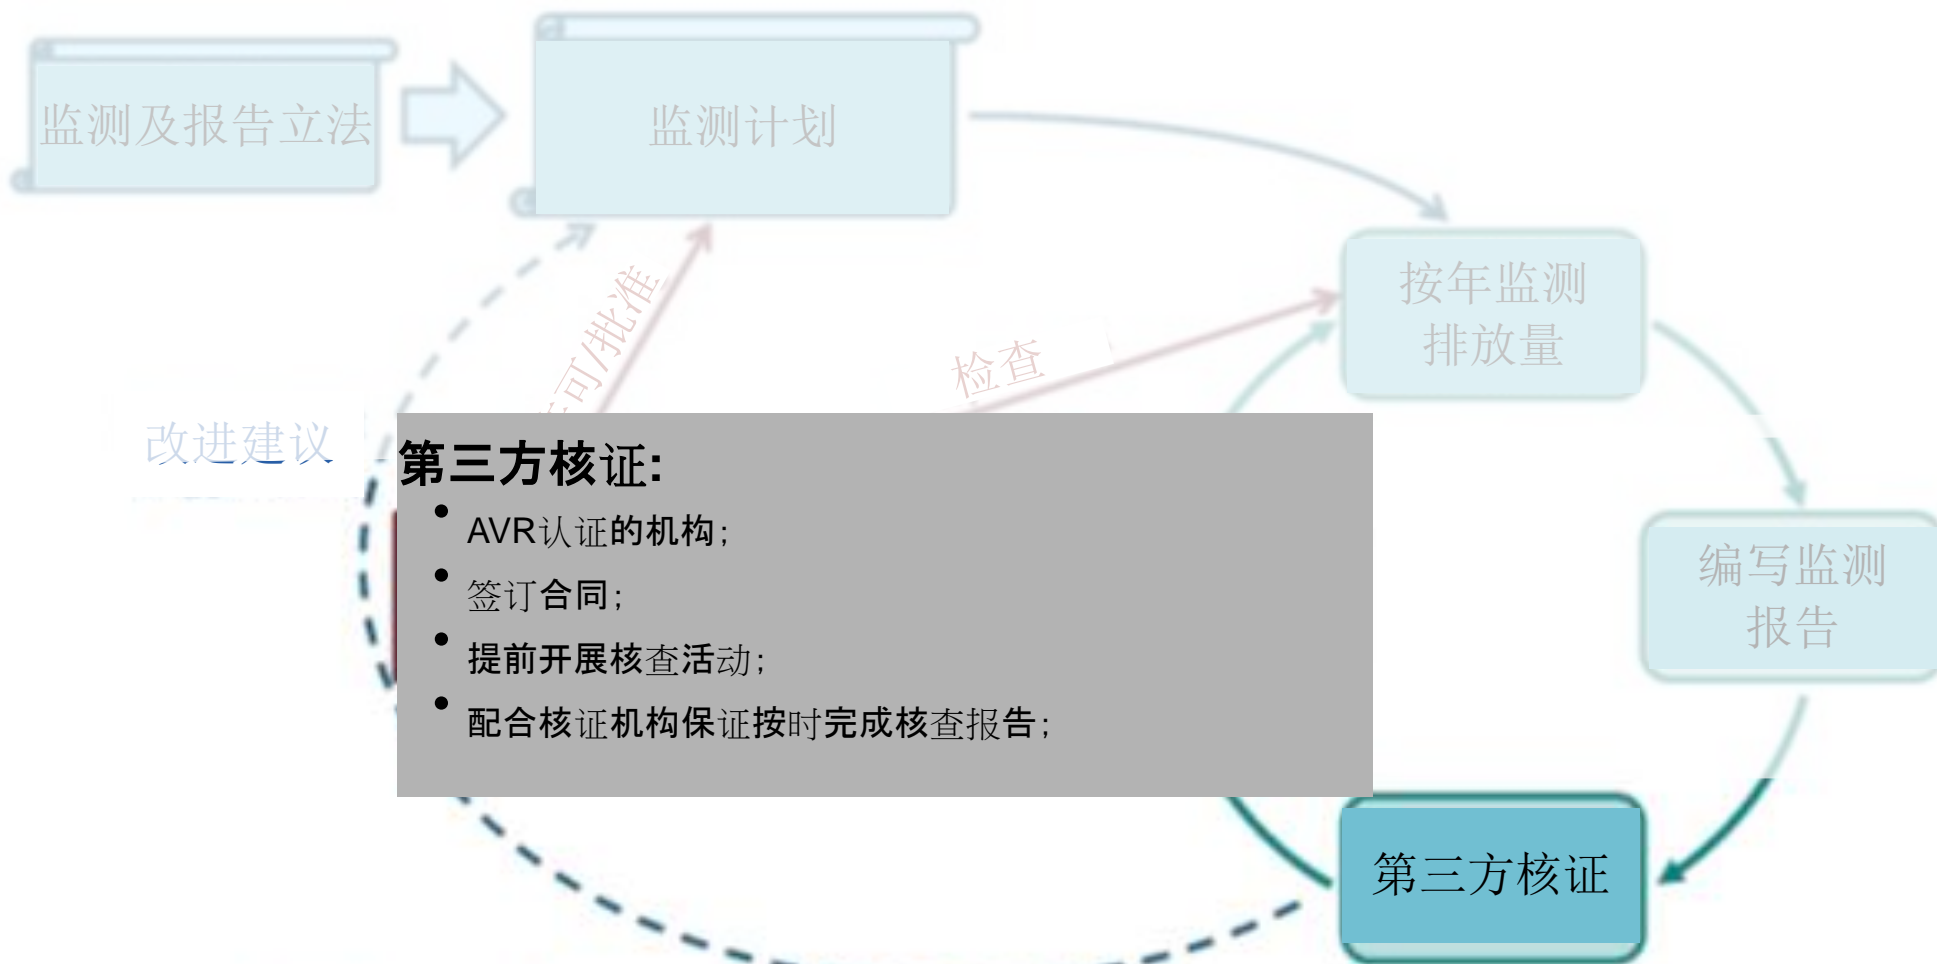 监测及报告立法
监测计划
按年监测
排放量
可/批准
检查
改进建议
第三方核证:
• AVR认证的机构;
• 签订合同;
• 提前开展核查活动;
• 配合核证机构保证按时完成核查报告;
编写监测
报告
第三方核证